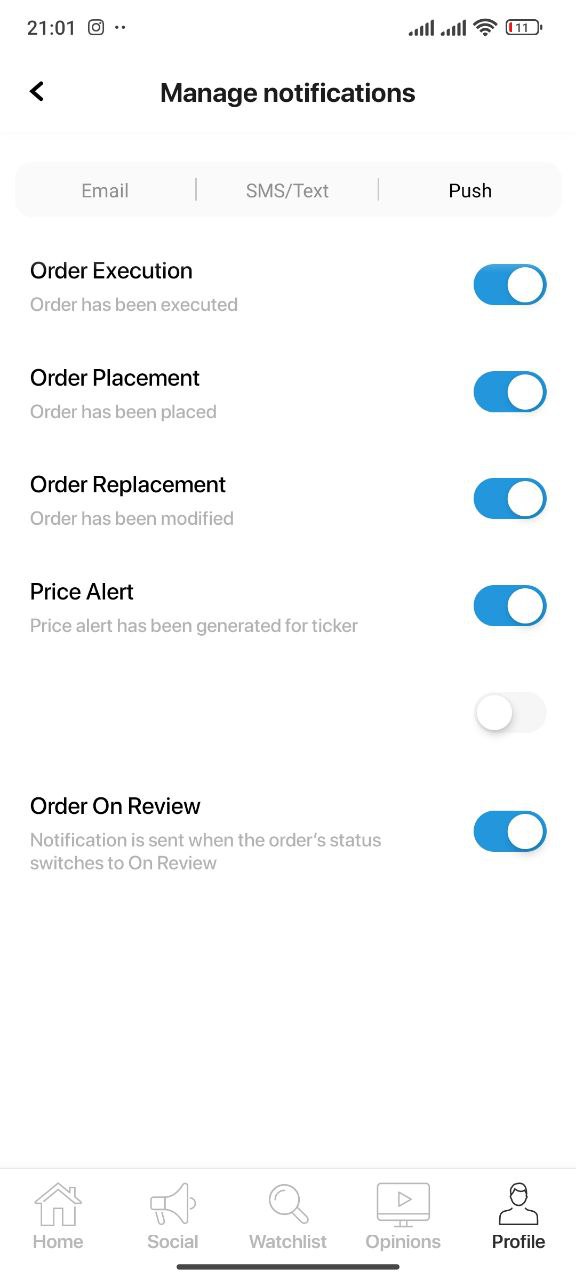 21:01
11
Manage notifications
Email
SMS/Text
Push
Order Execution
Order has been executed
Order Placement
Order has been placed
Order Replacement
Order has been modified
Price Alert
Price alert has been generated for ticker
Order On Review
Notification is sent when the order's status
switches to On Review
Home
Social
Watchlist
Opinions
Profile